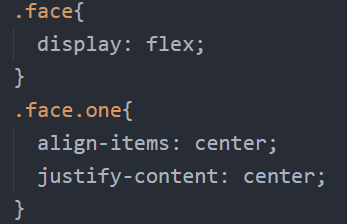 .face{
  display: flex;
}
.face.one{
  align-items: center;
  justify-content: center;
}